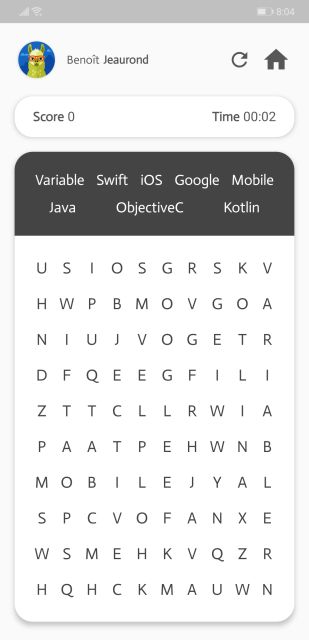 8:04
Benoît Jeaurond
Score 0 Time 00:02
Variable Swift iOS Google Mobile
Java ObjectiveC Kotlin
U S I O S G R S K V
H W P B M O V G O A
N I U J V O G E T R
D F Q E E G F I L I
Z T T C L L R W I A
P A A T P E H W N B
M O B I L E J Y A L
S P C V O F A N X E
W S M E H K V Q Z R
H Q H C K M A U W N